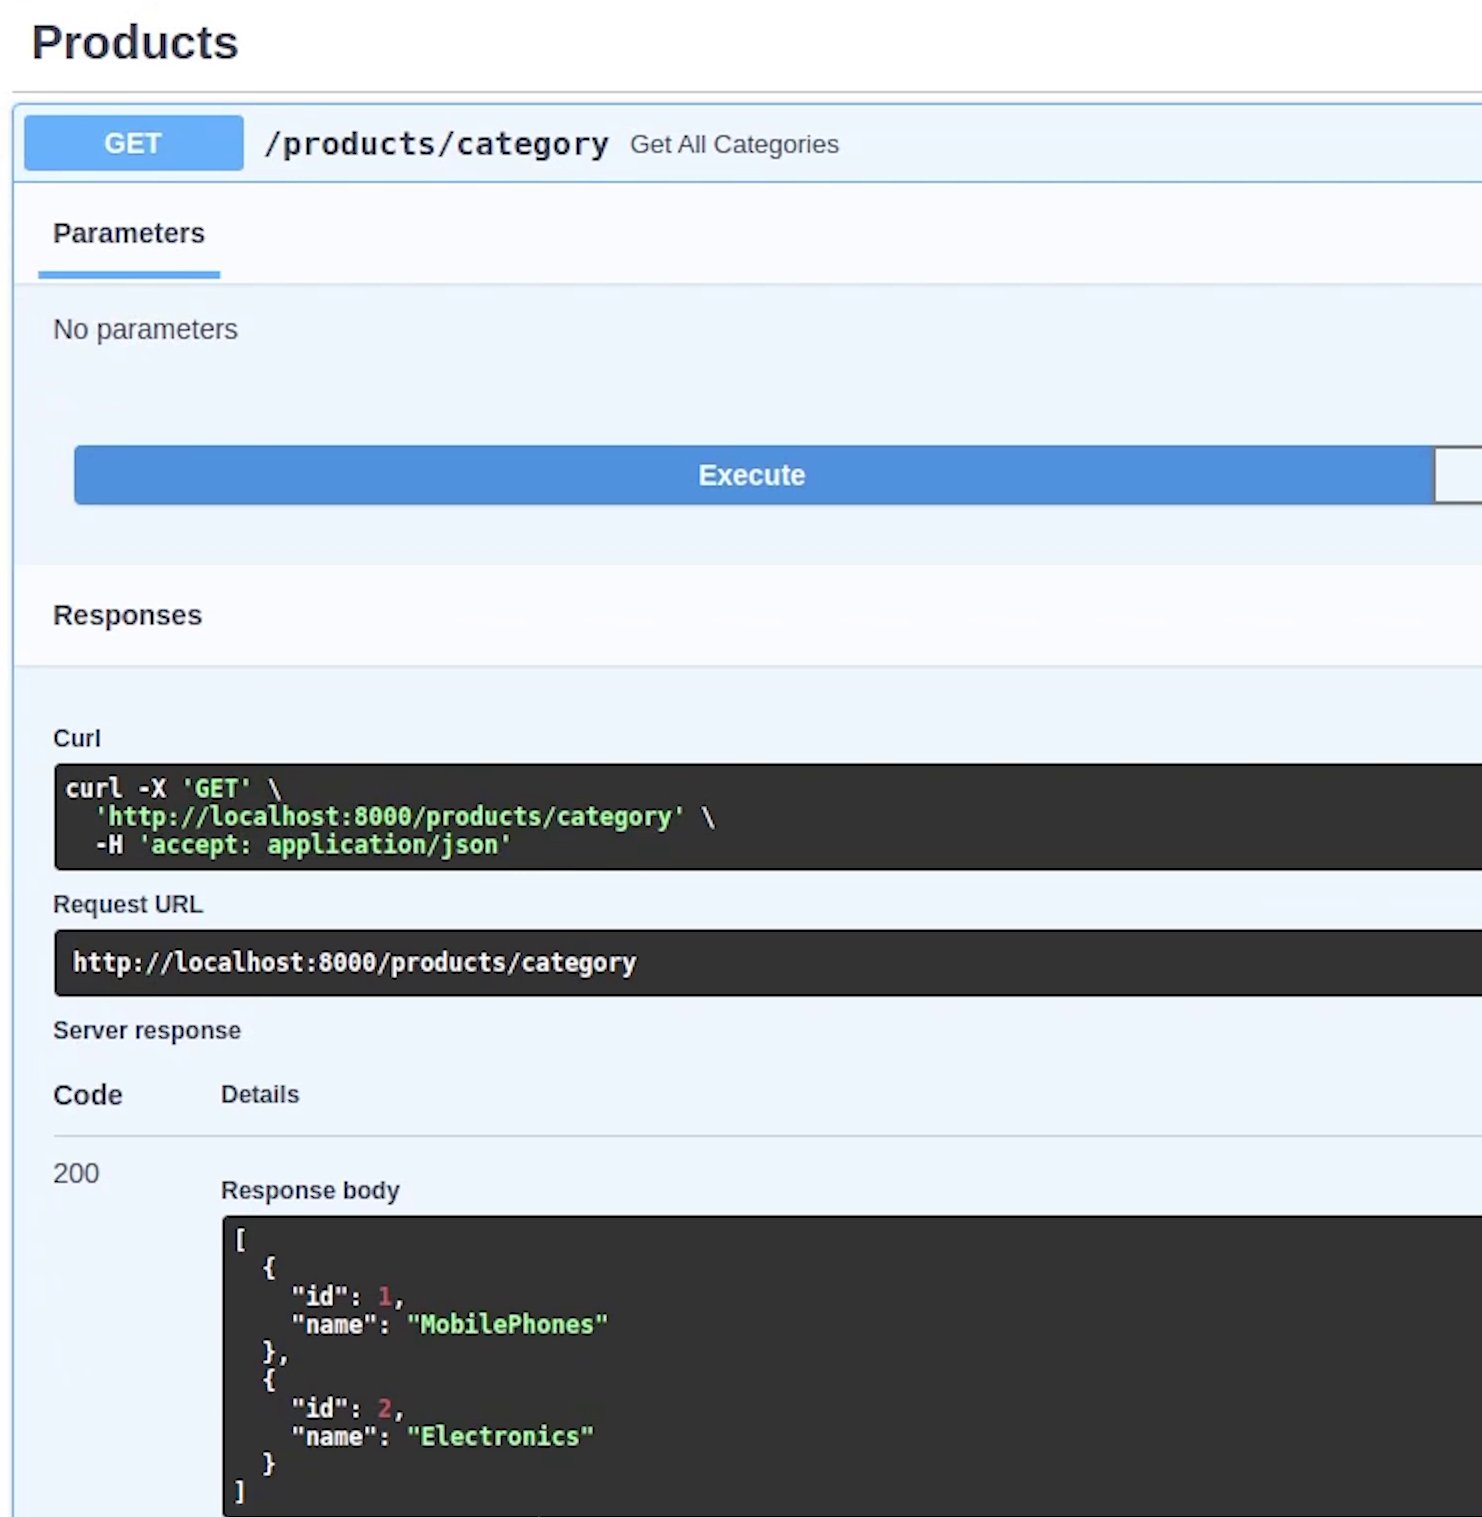 Products
GET /products/category Get All Categories
Parameters
No parameters
Execute
Responses
Curl
curl -X 'GET' \
  'http://localhost:8000/products/category' \
  -H 'accept: application/json'
Request URL
http://localhost:8000/products/category
Server response
Code Details
200
Response body
[
  {
    "id": 1,
    "name": "MobilePhones"
  },
  {
    "id": 2,
    "name": "Electronics"
  }
]